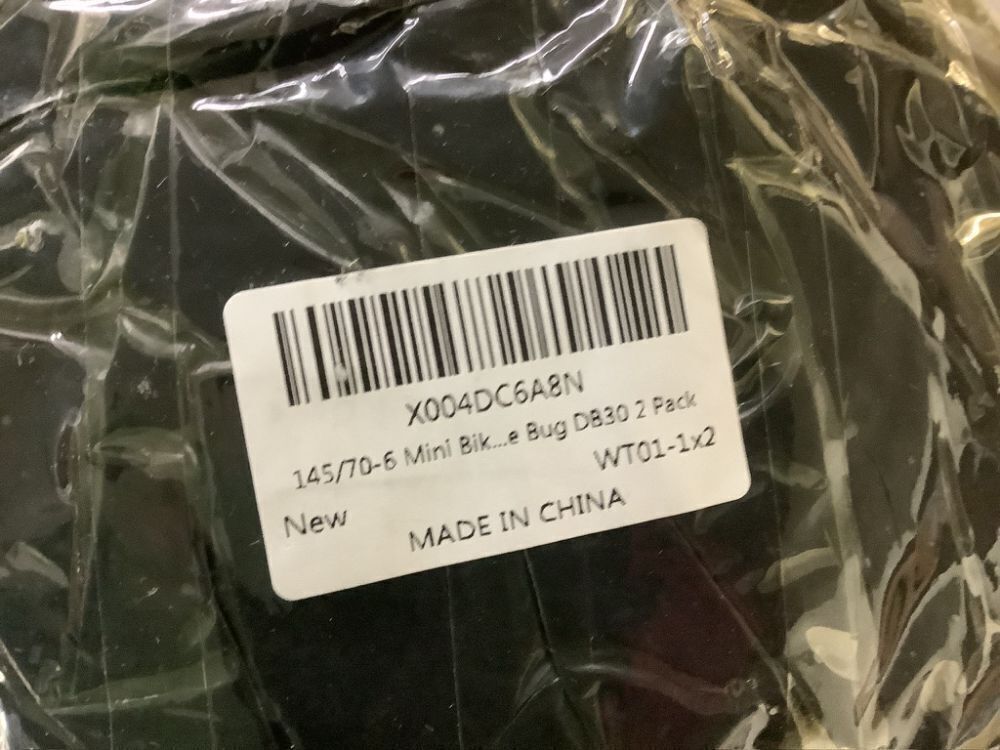 X004DC6A8N
145/70-6 Mini Bik...e Bug DB30 2 Pack
WT01-1x2
New
MADE IN CHINA